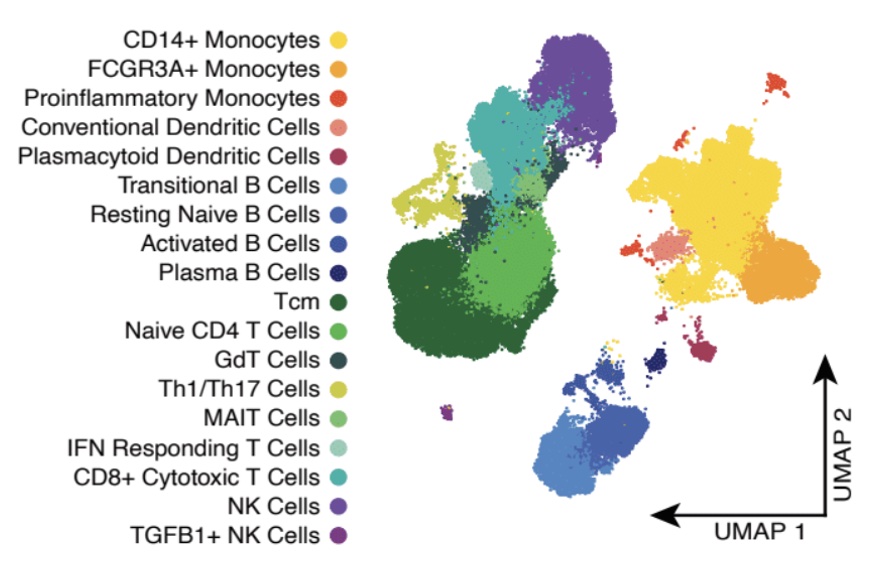 CD14+ Monocytes
FCGR3A+ Monocytes
Proinflammatory Monocytes
Conventional Dendritic Cells
Plasmacytoid Dendritic Cells
Transitional B Cells
Resting Naive B Cells
Activated B Cells
Plasma B Cells
Tcm
Naive CD4 T Cells
GdT Cells
Th1/Th17 Cells
MAIT Cells
IFN Responding T Cells
CD8+ Cytotoxic T Cells
NK Cells
TGFB1+ NK Cells
UMAP 1
UMAP 2